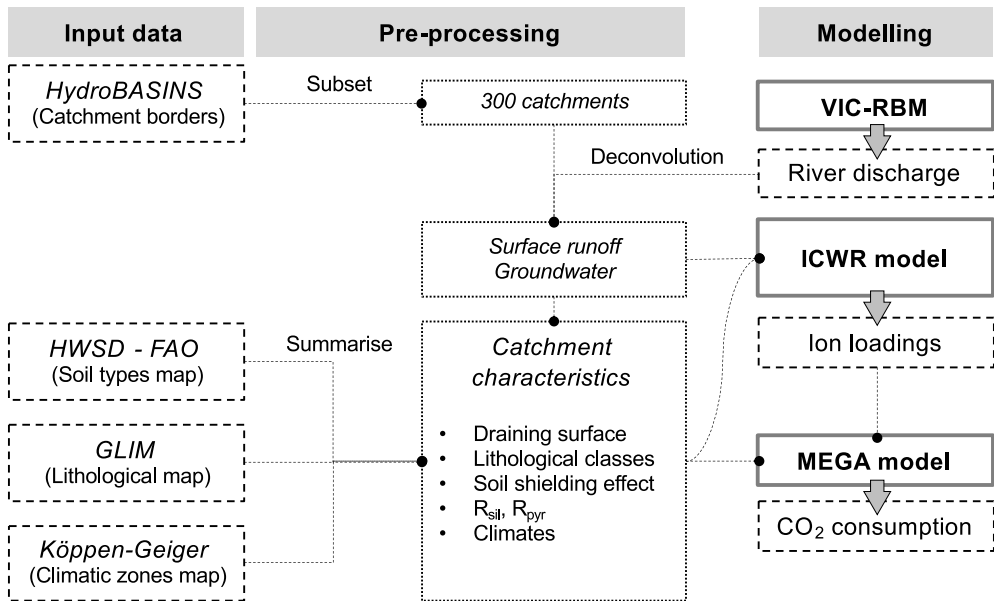 Input data
Pre-processing
Modelling
HydroBASINS
(Catchment borders)
Subset
300 catchments
VIC-RBM
Deconvolution
River discharge
Surface runoff
Groundwater
ICWR model
HWSD - FAO
(Soil types map)
Summarise
Catchment
characteristics
Ion loadings
GLIM
(Lithological map)
• Draining surface
• Lithological classes
• Soil shielding effect
• Rsil, Rpyr
• Climates
MEGA model
Köppen-Geiger
(Climatic zones map)
CO2 consumption